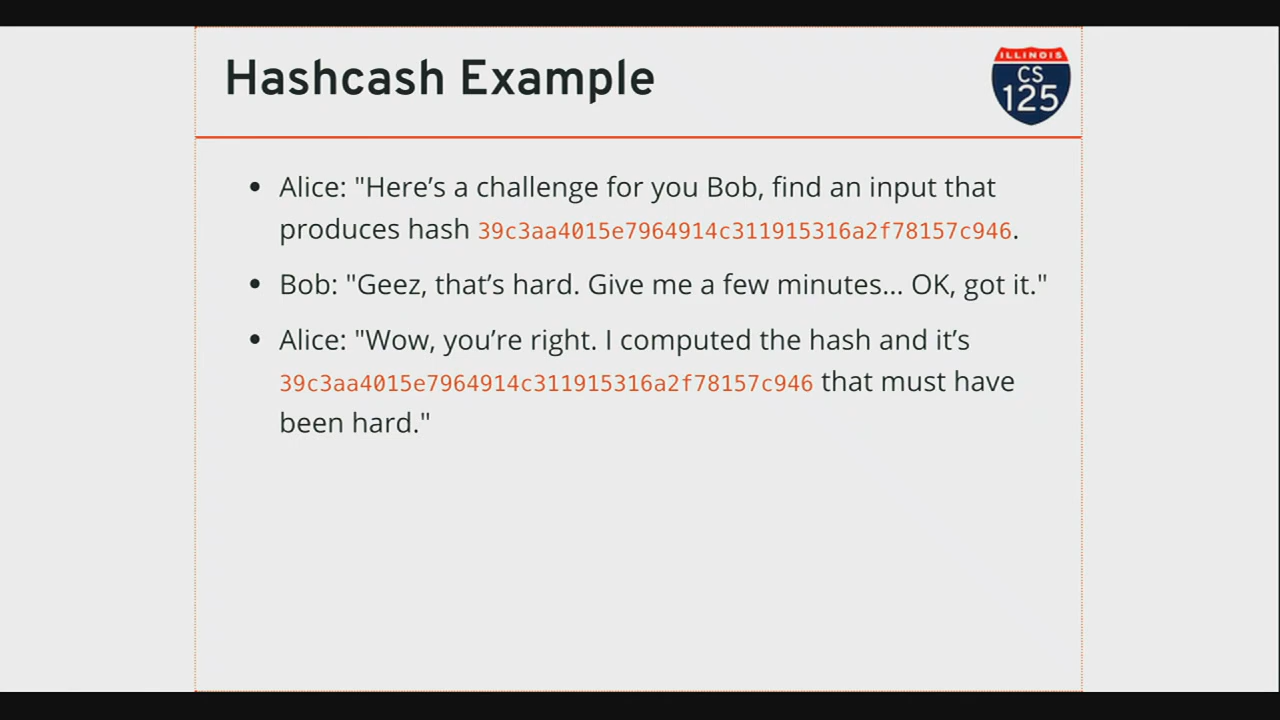 Hashcash Example
ILLINOIS
CS
125
• Alice: "Here’s a challenge for you Bob, find an input that
produces hash 39c3aa4015e7964914c311915316a2f78157c946.
• Bob: "Geez, that’s hard. Give me a few minutes… OK, got it."
• Alice: "Wow, you’re right. I computed the hash and it’s
39c3aa4015e7964914c311915316a2f78157c946 that must have
been hard."